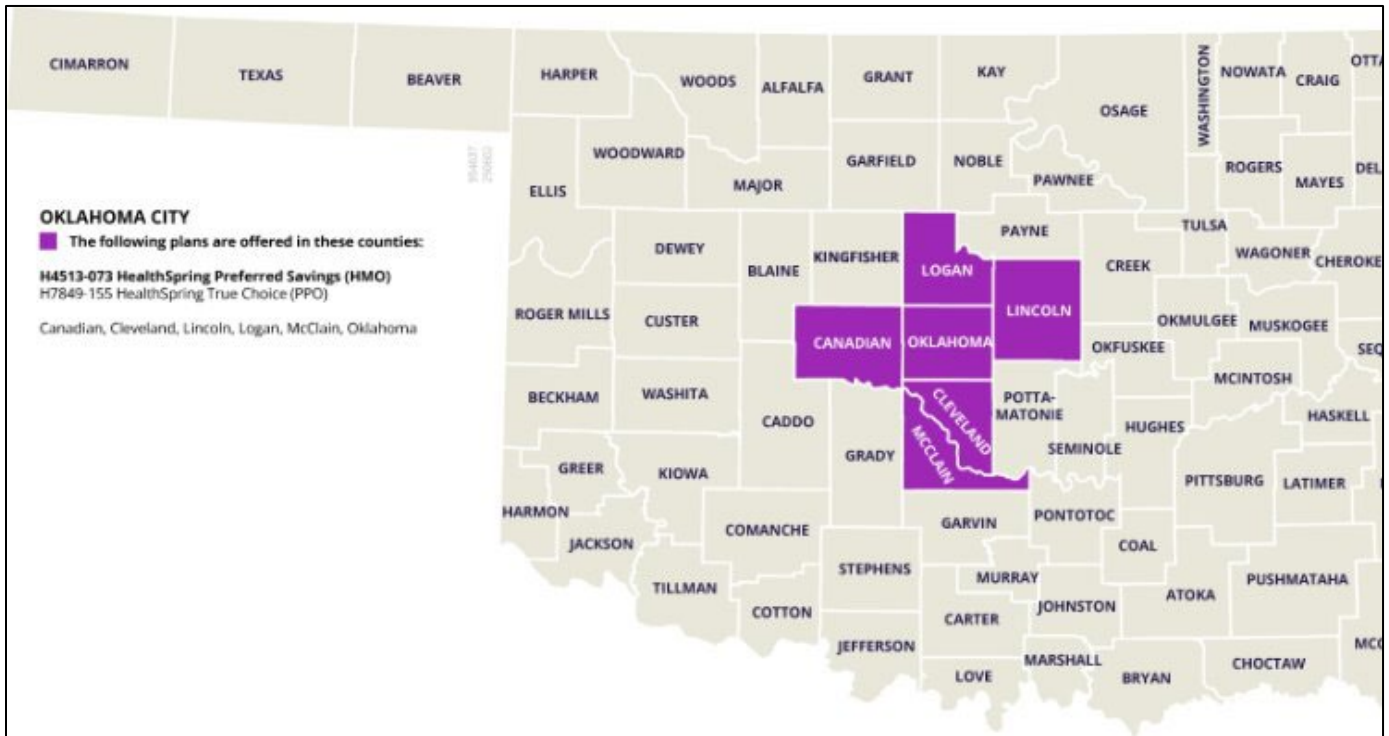 CIMARRON
TEXAS
BEAVER
HARPER
WOODS
ALFALFA
GRANT
KAY
OSAGE
WASHINGTON
NOWATA
CRAIG
OTTA
ELLIS
WOODWARD
MAJOR
GARFIELD
NOBLE
PAWNEE
ROGERS
MAYES
DEL
OKLAHOMA CITY
The following plans are offered in these counties:
H4513-073 HealthSpring Preferred Savings (HMO)
H7849-155 HealthSpring True Choice (PPO)
Canadian, Cleveland, Lincoln, Logan, McClain, Oklahoma
DEWEY
BLAINE
KINGFISHER
LOGAN
PAYNE
CREEK
TULSA
WAGONER
CHEROKE
ROGER MILLS
CUSTER
CANADIAN
OKLAHOMA
LINCOLN
OKFUSKEE
OKMULGEE
MUSKOGEE
SEQ
BECKHAM
WASHITA
CADDO
GRADY
CLEVELAND
MCCLAIN
POTTA-
MATONIE
SEMINOLE
HUGHES
MCINTOSH
HASKELL
GREER
KIOWA
PITTSBURG
LATIMER
HARMON
JACKSON
COMANCHE
GARVIN
PONTOTOC
COAL
TILLMAN
COTTON
STEPHENS
MURRAY
JOHNSTON
ATOKA
PUSHMATAHA
JEFFERSON
CARTER
LOVE
MARSHALL
BRYAN
CHOCTAW